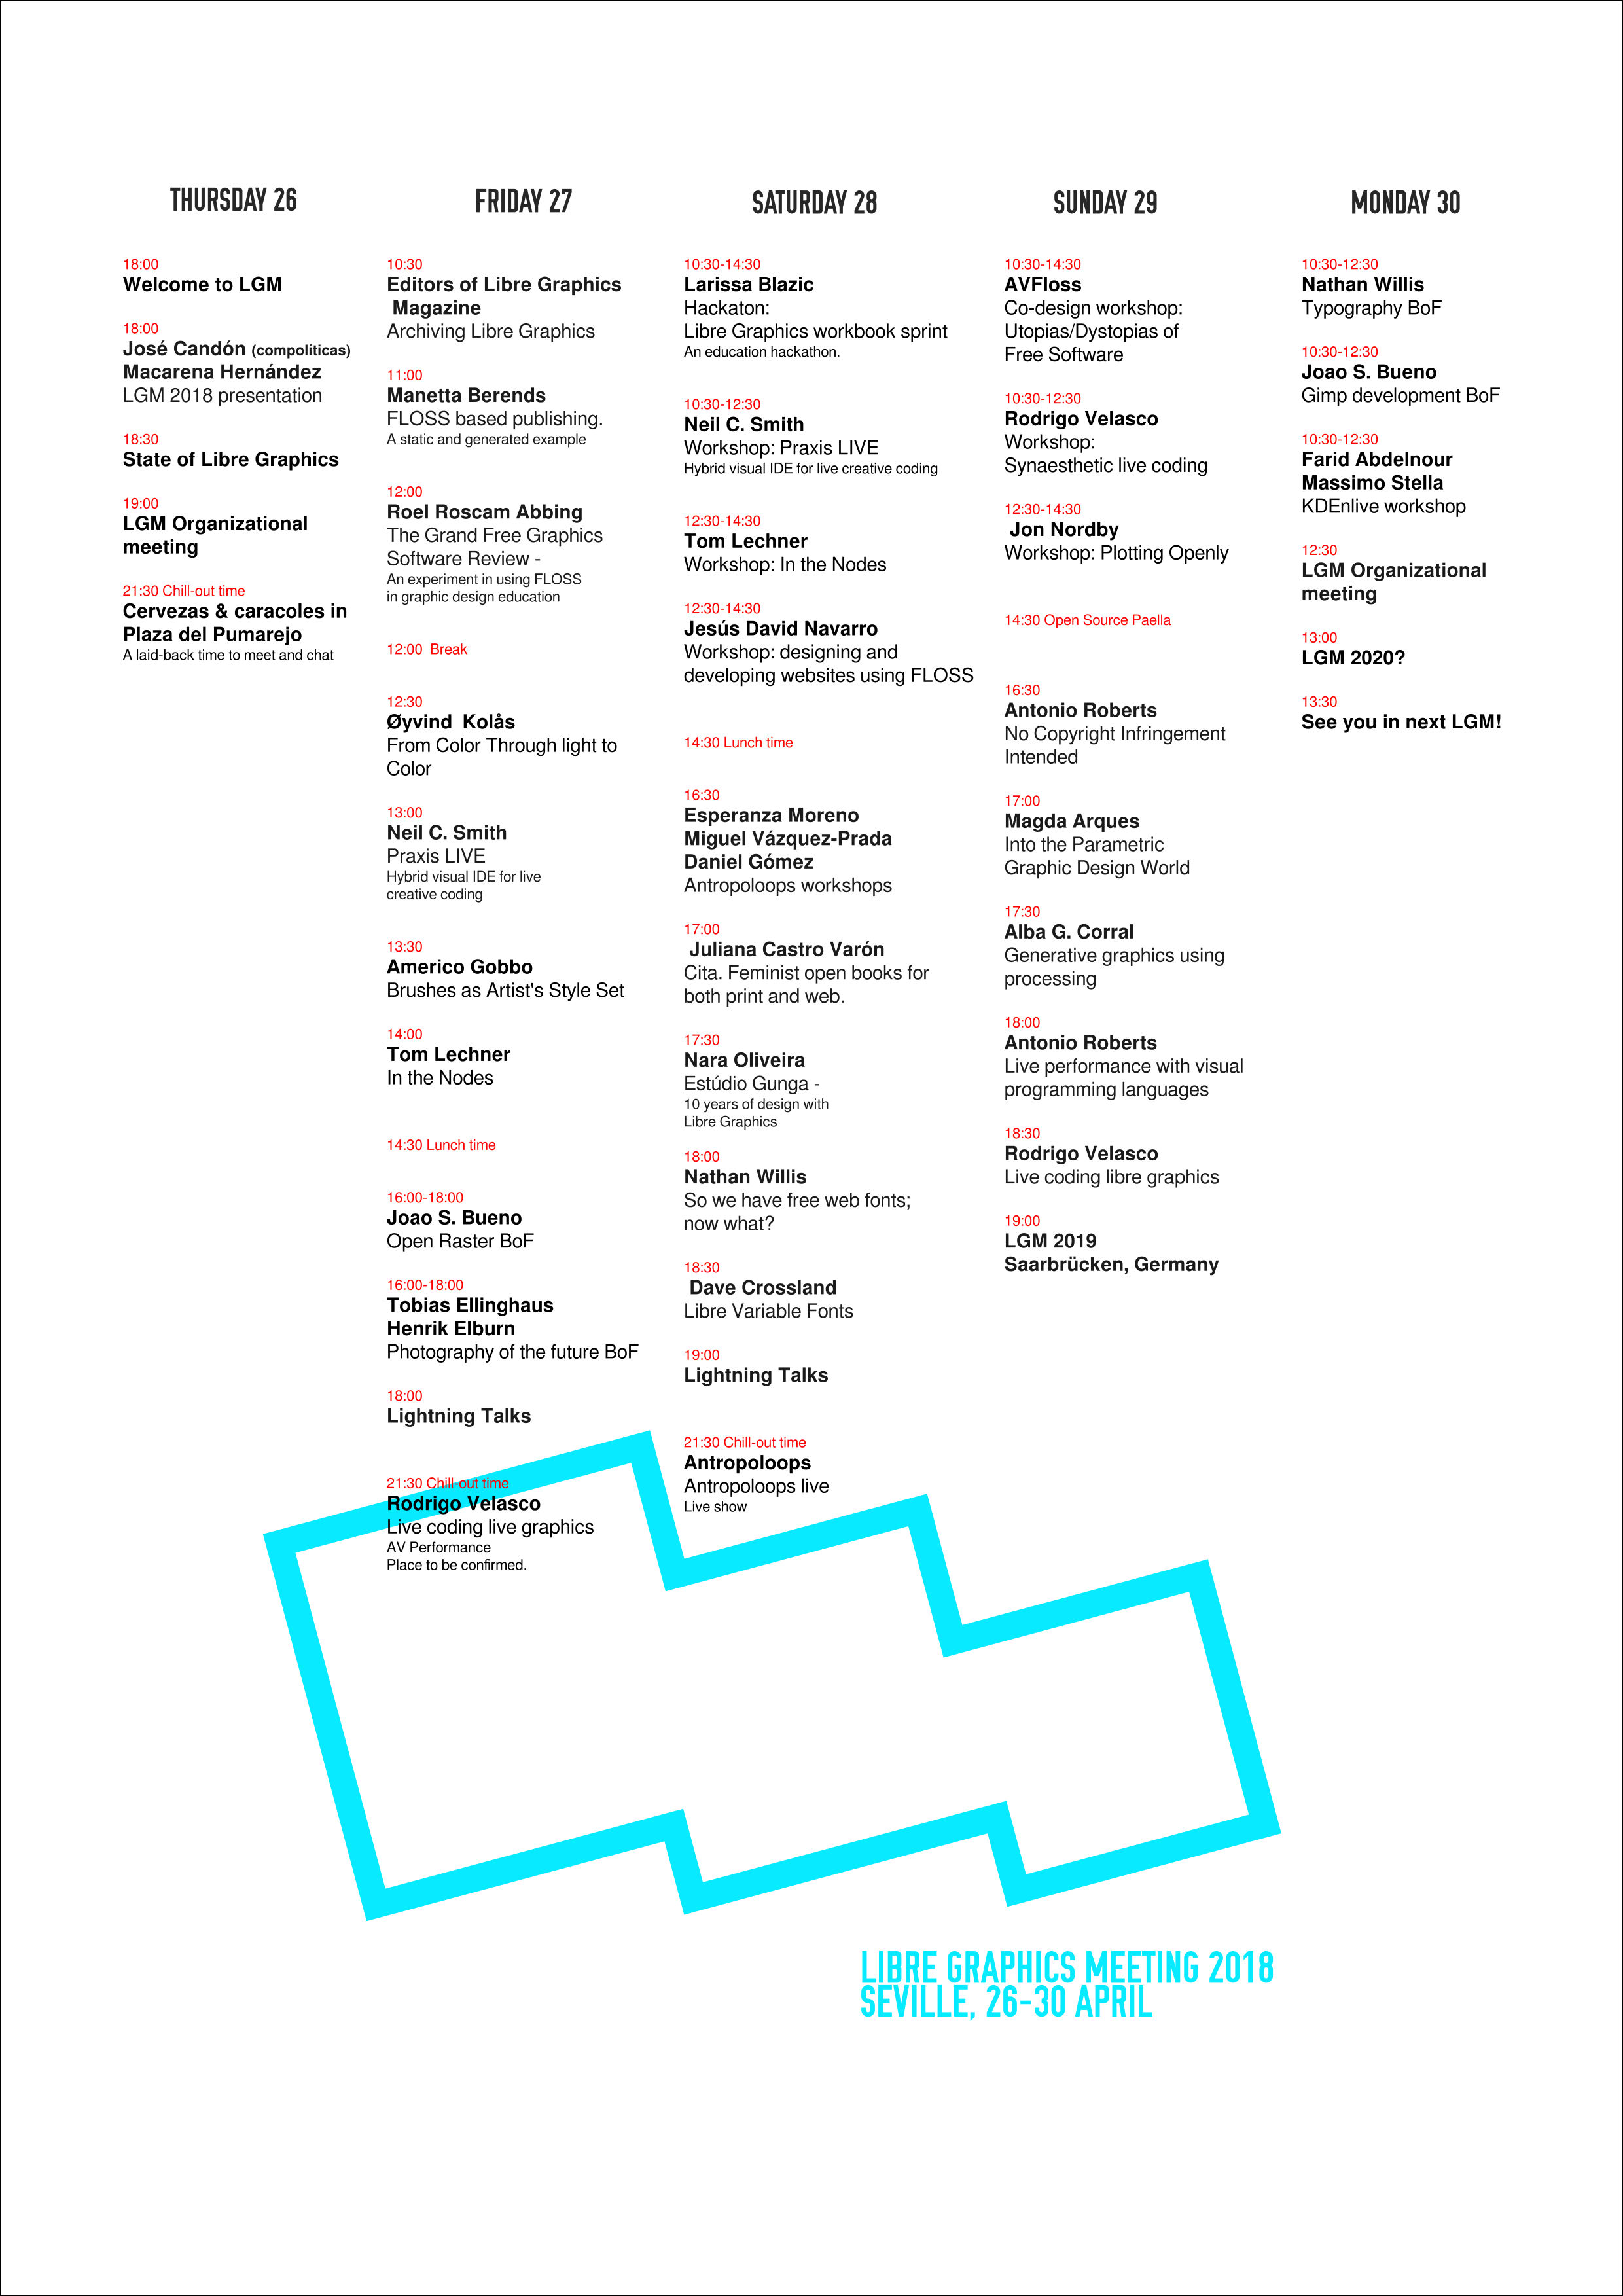 THURSDAY 26
18:00
Welcome to LGM
18:00
José Candón (compolíticas)
Macarena Hernández
LGM 2018 presentation
18:30
State of Libre Graphics
19:00
LGM Organizational
meeting
21:30 Chill-out time
Cervezas & caracoles in
Plaza del Pumarejo
A laid-back time to meet and chat
FRIDAY 27
10:30
Editors of Libre Graphics
Magazine
Archiving Libre Graphics
11:00
Manetta Berends
FLOSS based publishing.
A static and generated example
12:00
Roel Roscam Abbing
The Grand Free Graphics
Software Review -
An experiment in using FLOSS
in graphic design education
12:00 Break
12:30
Øyvind Kolås
From Color Through light to
Color
13:00
Neil C. Smith
Praxis LIVE
Hybrid visual IDE for live
creative coding
13:30
Americo Gobbo
Brushes as Artist's Style Set
14:00
Tom Lechner
In the Nodes
14:30 Lunch time
16:00-18:00
Joao S. Bueno
Open Raster BoF
16:00-18:00
Tobias Ellinghaus
Henrik Elburn
Photography of the future BoF
18:00
Lightning Talks
21:30 Chill-out time
Rodrigo Velasco
Live coding live graphics
AV Performance
Place to be confirmed.
SATURDAY 28
10:30-14:30
Larissa Blazic
Hackaton:
Libre Graphics workbook sprint
An education hackathon.
10:30-12:30
Neil C. Smith
Workshop: Praxis LIVE
Hybrid visual IDE for live creative coding
12:30-14:30
Tom Lechner
Workshop: In the Nodes
12:30-14:30
Jesús David Navarro
Workshop: designing and
developing websites using FLOSS
14:30 Lunch time
16:30
Esperanza Moreno
Miguel Vázquez-Prada
Daniel Gómez
Antropoloops workshops
17:00
Juliana Castro Varón
Cita. Feminist open books for
both print and web.
17:30
Nara Oliveira
Estúdio Gunga -
10 years of design with
Libre Graphics
18:00
Nathan Willis
So we have free web fonts;
now what?
18:30
Dave Crossland
Libre Variable Fonts
19:00
Lightning Talks
21:30 Chill-out time
Antropoloops
Antropoloops live
Live show
SUNDAY 29
10:30-14:30
AVFloss
Co-design workshop:
Utopias/Dystopias of
Free Software
10:30-12:30
Rodrigo Velasco
Workshop:
Synaesthetic live coding
12:30-14:30
Jon Nordby
Workshop: Plotting Openly
14:30 Open Source Paella
16:30
Antonio Roberts
No Copyright Infringement
Intended
17:00
Magda Arques
Into the Parametric
Graphic Design World
17:30
Alba G. Corral
Generative graphics using
processing
18:00
Antonio Roberts
Live performance with visual
programming languages
18:30
Rodrigo Velasco
Live coding libre graphics
19:00
LGM 2019
Saarbrücken, Germany
MONDAY 30
10:30-12:30
Nathan Willis
Typography BoF
10:30-12:30
Joao S. Bueno
Gimp development BoF
10:30-12:30
Farid Abdelnour
Massimo Stella
KDEnlive workshop
12:30
LGM Organizational
meeting
13:00
LGM 2020?
13:30
See you in next LGM!
LIBRE GRAPHICS MEETING 2018
SEVILLE, 26-30 APRIL